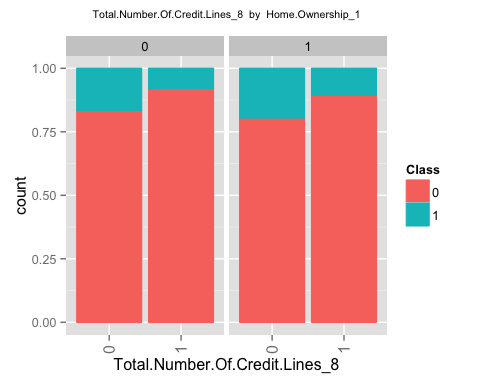 Total.Number.Of.Credit.Lines_8 by Home.Ownership_1
0 1
1.00
0.75
0.50
0.25
0.00
count
0 1 0 1
Total.Number.Of.Credit.Lines_8
Class
0
1